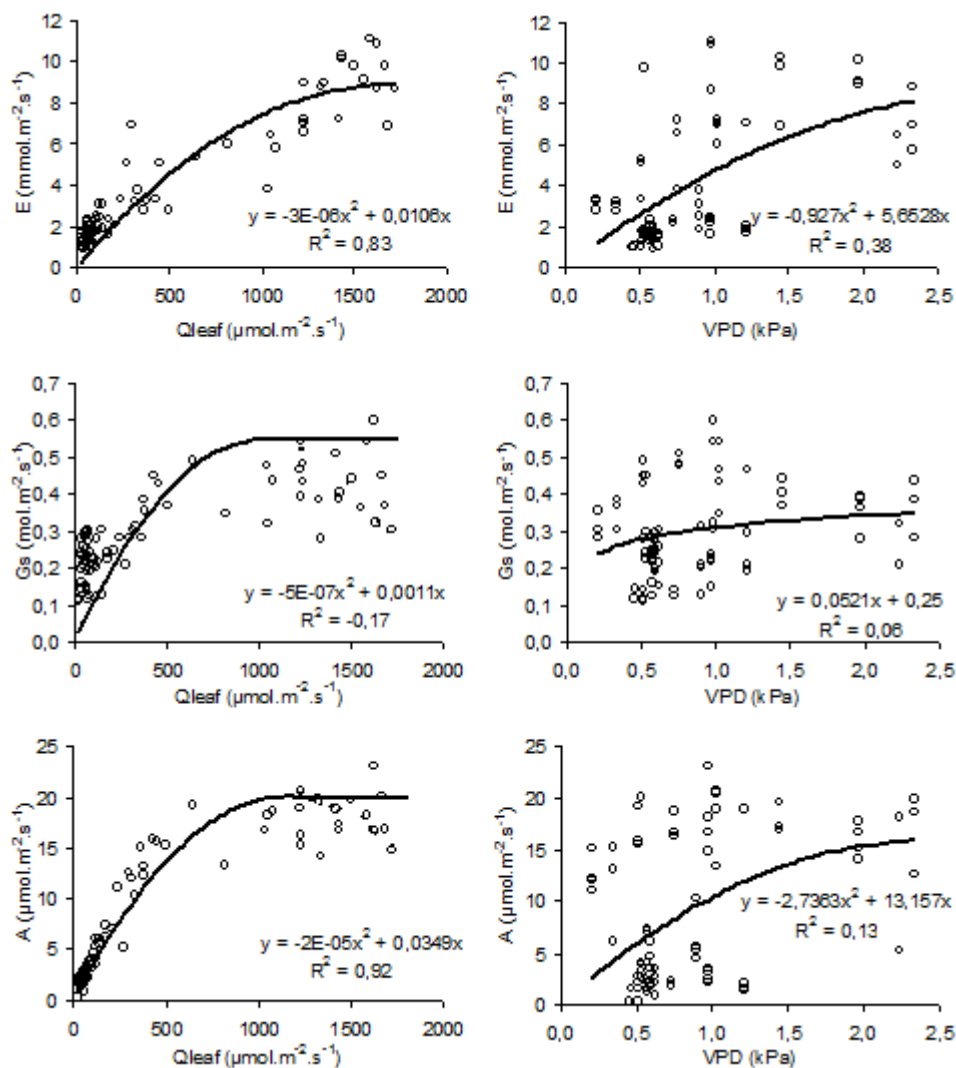 12
10
8
6
4
2
0
E (mmol.m-2.s-1)
y = -3E-06x2 + 0,0106x
R2 = 0,83
0 500 1000 1500 2000
Qleaf (µmol.m-2.s-1)
12
10
8
6
4
2
0
E (mmol.m-2.s-1)
y = -0,927x2 + 5,6528x
R2 = 0,38
0,0 0,5 1,0 1,5 2,0 2,5
VPD (kPa)
0,7
0,6
0,5
0,4
0,3
0,2
0,1
0,0
Gs (mol.m-2.s-1)
y = -5E-07x2 + 0,0011x
R2 = -0,17
0 500 1000 1500 2000
Qleaf (µmol.m-2.s-1)
0,7
0,6
0,5
0,4
0,3
0,2
0,1
0,0
Gs (mol.m-2.s-1)
y = 0,0521x + 0,25
R2 = 0,06
0,0 0,5 1,0 1,5 2,0 2,5
VPD (kPa)
25
20
15
10
5
0
A (µmol.m-2.s-1)
y = -2E-05x2 + 0,0349x
R2 = 0,92
0 500 1000 1500 2000
Qleaf (µmol.m-2.s-1)
25
20
15
10
5
0
A (µmol.m-2.s-1)
y = -2,7363x2 + 13,157x
R2 = 0,13
0,0 0,5 1,0 1,5 2,0 2,5
VPD (kPa)